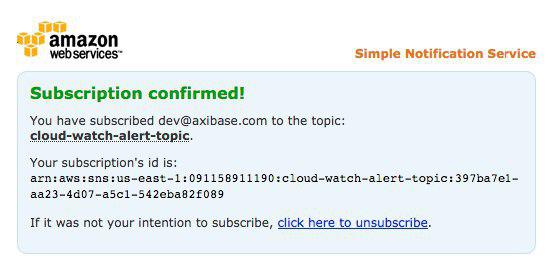 amazon
webservices™
Simple Notification Service
Subscription confirmed!
You have subscribed dev@axibase.com to the topic:
cloud-watch-alert-topic.
Your subscription's id is:
arn:aws:sns:us-east-1:091158911190:cloud-watch-alert-topic:397ba7e1-
aa23-4d07-a5c1-542eba82f089
If it was not your intention to subscribe, click here to unsubscribe.